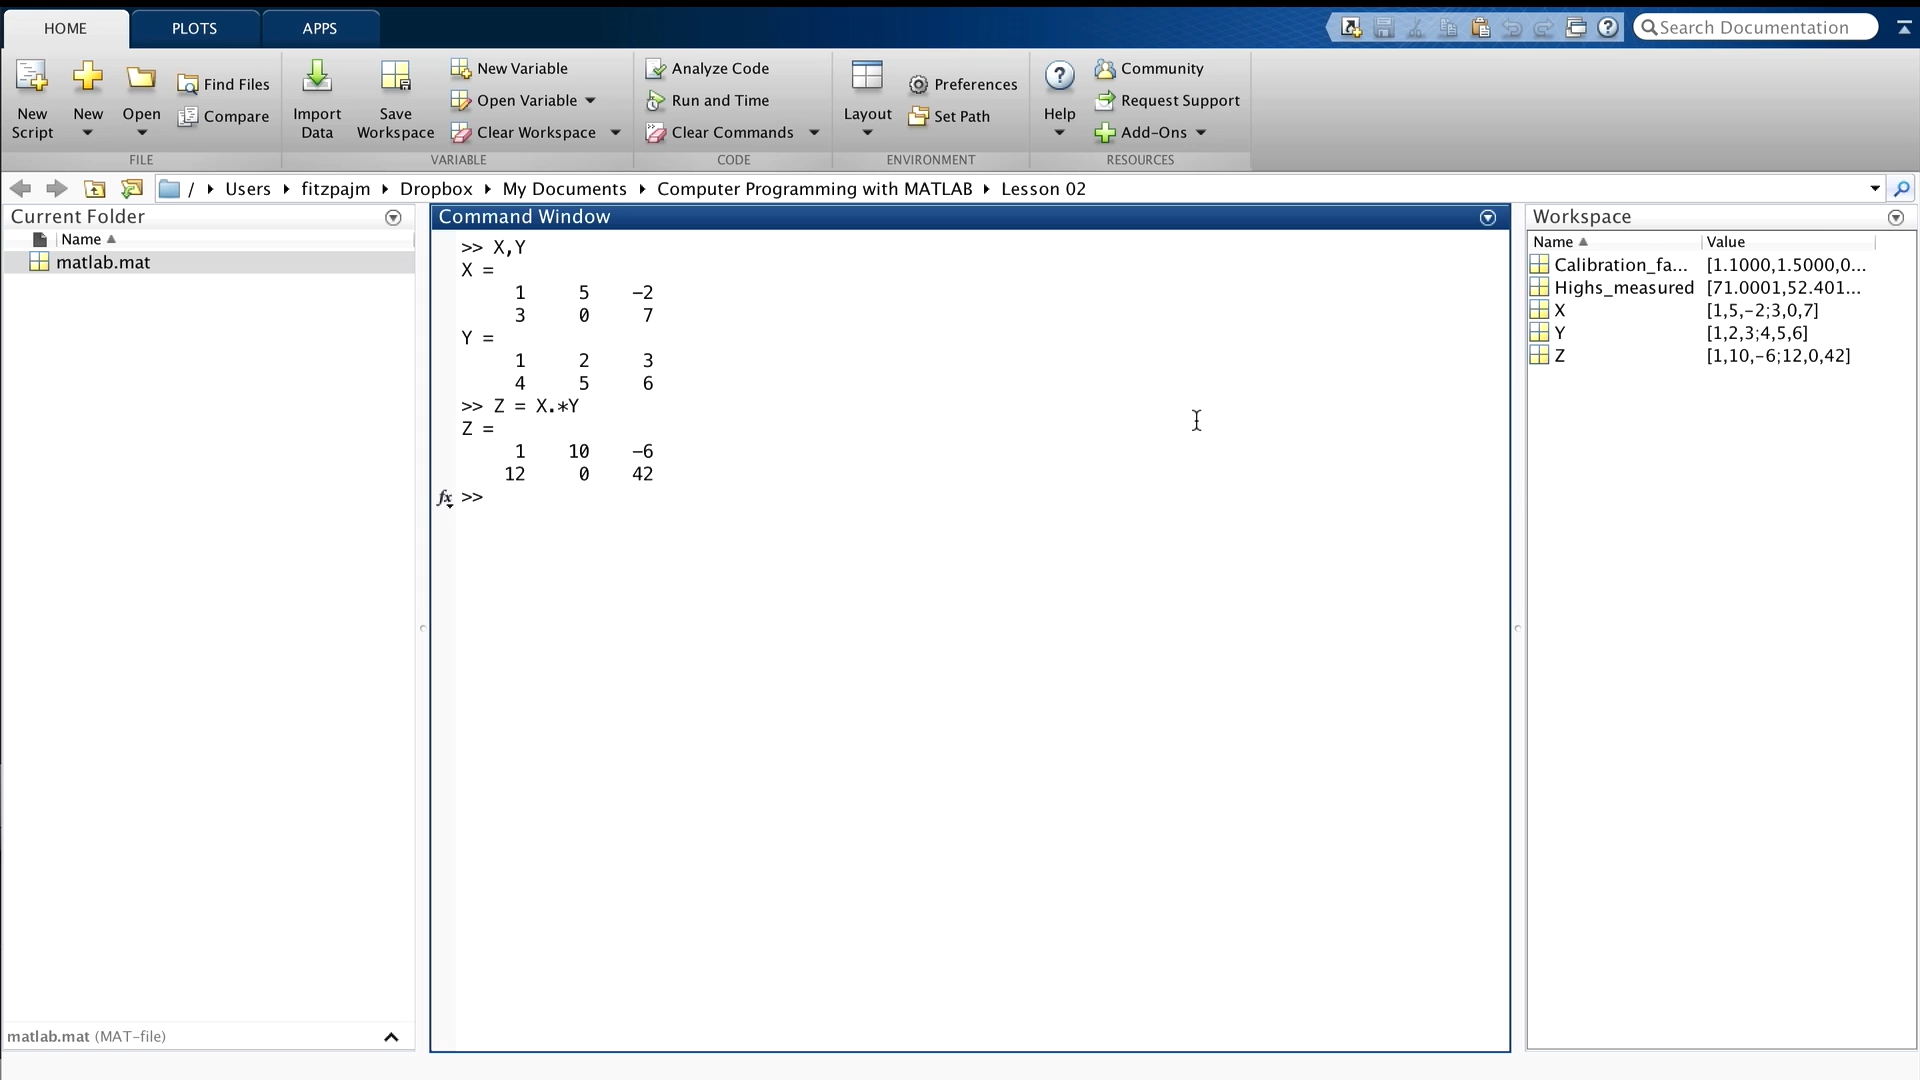 HOME PLOTS APPS Search Documentation
New Script New Open Find Files Compare
Import Data Save Workspace New Variable Open Variable Clear Workspace
Analyze Code Run and Time Clear Commands
Layout Preferences Set Path
Help Community Request Support Add-Ons
FILE VARIABLE CODE ENVIRONMENT RESOURCES
/ Users fitzpajm Dropbox My Documents Computer Programming with MATLAB Lesson 02
Current Folder
Name
matlab.mat
matlab.mat (MAT-file)
Command Window
>> X,Y
X =
1 5 -2
3 0 7
Y =
1 2 3
4 5 6
>> Z = X.*Y
Z =
1 10 -6
12 0 42
fx >>
Workspace
Name Value
Calibration_fa... [1.1000,1.5000,0...
Highs_measured [71.0001,52.401...
X [1,5,-2;3,0,7]
Y [1,2,3;4,5,6]
Z [1,10,-6;12,0,42]